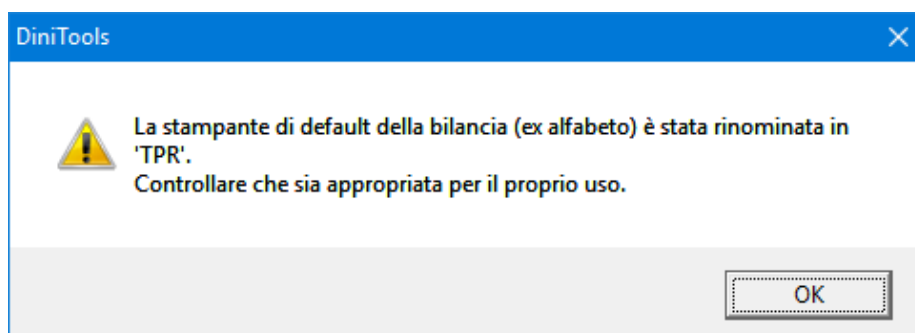 DiniTools
La stampante di default della bilancia (ex alfabeto) è stata rinominata in
'TPR'.
Controllare che sia appropriata per il proprio uso.
OK